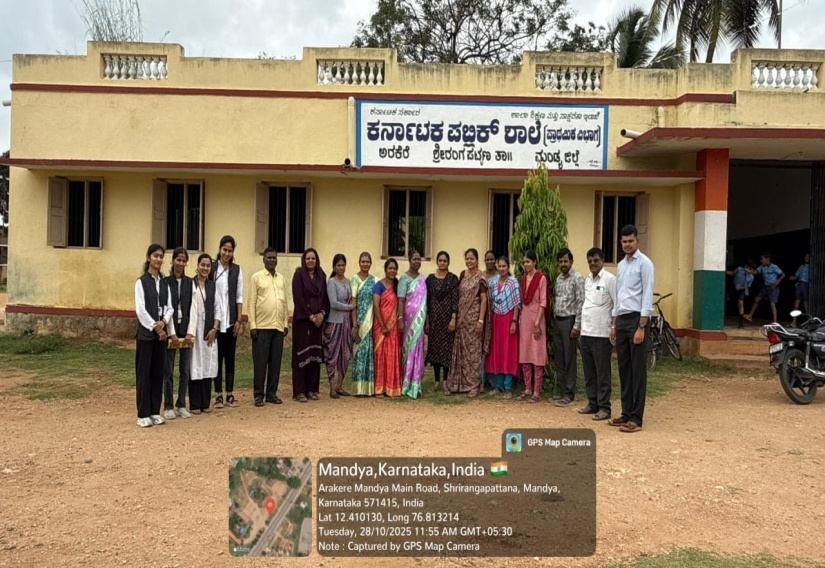 ಕರ್ನಾಟಕ ಸರ್ಕಾರ ಶಾಲಾ ಶಿಕ್ಷಣ ಮತ್ತು ಸಾಕ್ಷರತಾ ಇಲಾಖೆ
ಕರ್ನಾಟಕ ಪಬ್ಲಿಕ್ ಶಾಲೆ (ಪ್ರಾಥಮಿಕ ವಿಭಾಗ)
ಅರಕೆರೆ ಶ್ರೀರಂಗ ಪಟ್ಟಣ ತಾ॥ ಮಂಡ್ಯ ಜಿಲ್ಲೆ
GPS Map Camera
Mandya,Karnataka,India
Arakere Mandya Main Road, Shrirangapattana, Mandya,
Karnataka 571415, India
Lat 12.410130, Long 76.813214
Tuesday, 28/10/2025 11:55 AM GMT+05:30
Note : Captured by GPS Map Camera